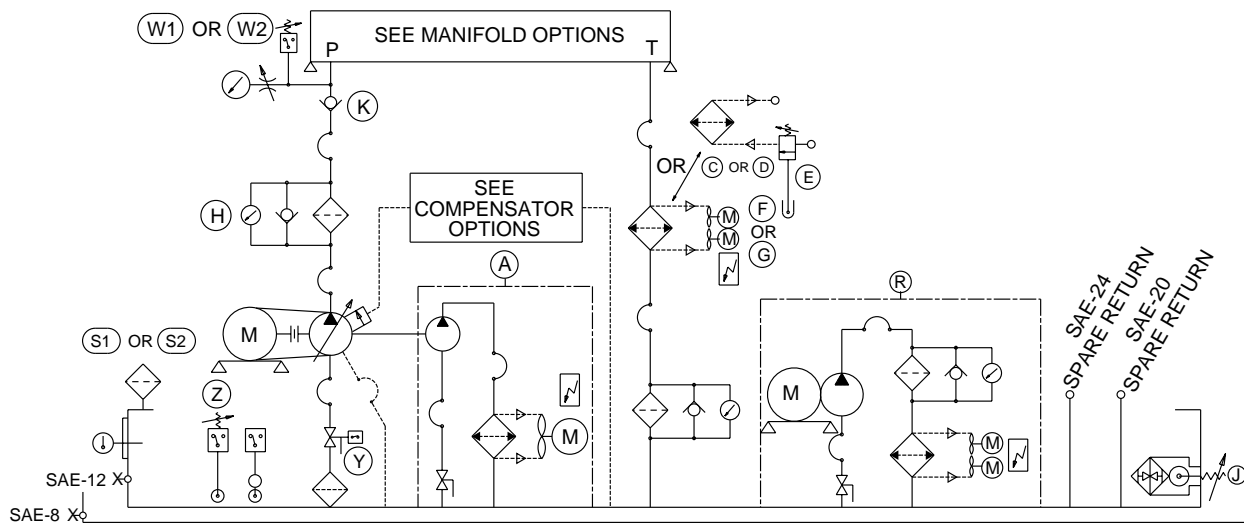 W1 OR W2
SEE MANIFOLD OPTIONS
P
T
K
OR
C OR D
E
H
SEE
COMPENSATOR
OPTIONS
M
M
F
OR
G
A
R
S1 OR S2
M
Z
Y
M
M
M
M
SAE-24
SPARE RETURN
SAE-20
SPARE RETURN
J
SAE-12 X
SAE-8 X